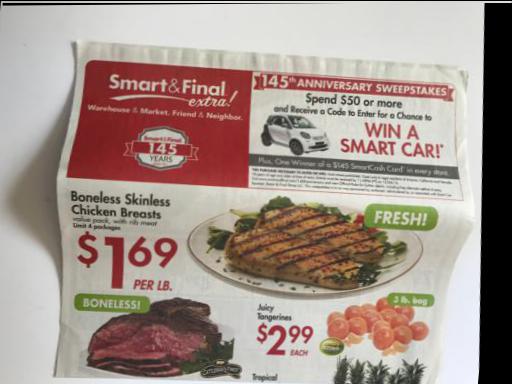 Smart & Final
extra!
Warehouse & Market. Friend & Neighbor.
Smart & Final
145
YEARS
145th ANNIVERSARY SWEEPSTAKES
Spend $50 or more
and Receive a Code to Enter for a Chance to
WIN A
SMART CAR!*
Plus, One Winner of a $145 SmartCash Card* in every store.
Boneless Skinless
Chicken Breasts
value pack, with rib meat
Limit 4 packages
$1 69
PER LB.
FRESH!
BONELESS!
Juicy
Tangerines
$2 99
EACH
3 lb. bag
Tropical